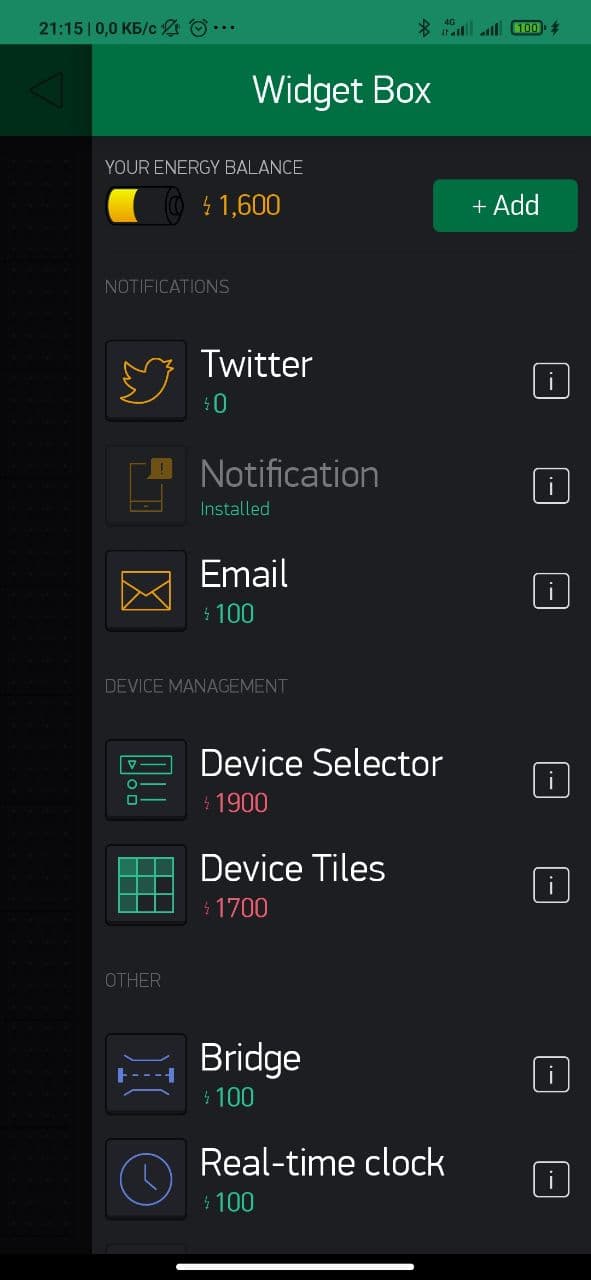 21:15 | 0,0 КБ/с ...
4G
100
Widget Box
YOUR ENERGY BALANCE
1,600
+ Add
NOTIFICATIONS
Twitter
0
i
Notification
Installed
i
Email
100
i
DEVICE MANAGEMENT
Device Selector
1900
i
Device Tiles
1700
i
OTHER
Bridge
100
i
Real-time clock
100
i